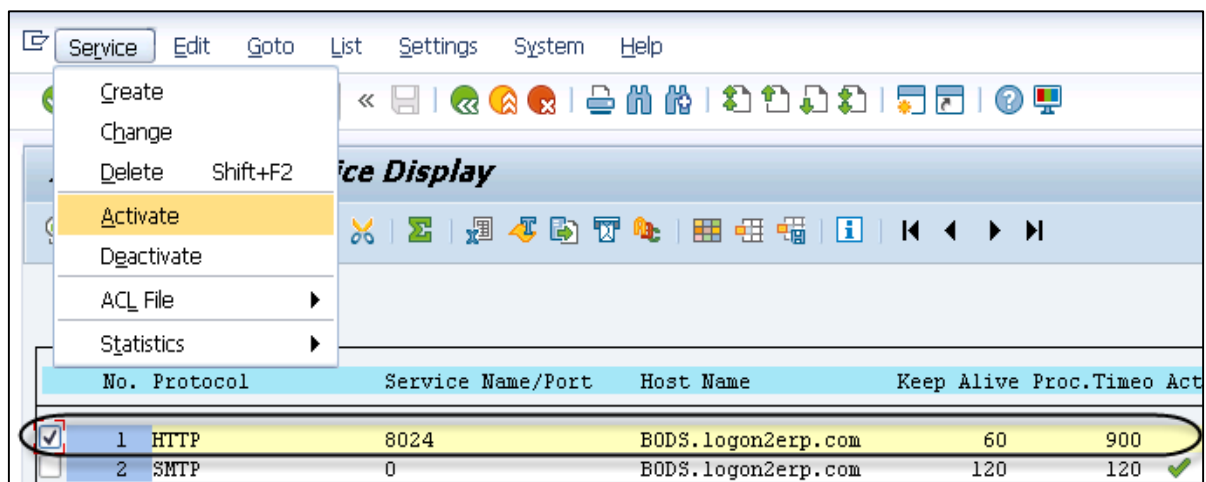 Service Edit Goto List Settings System Help
Create
Change
Delete Shift+F2
ice Display
Activate
Deactivate
ACL File
Statistics
No. Protocol Service Name/Port Host Name Keep Alive Proc.Timeo Act
1 HTTP 8024 BODS.logon2erp.com 60 900
2 SMTP 0 BODS.logon2erp.com 120 120